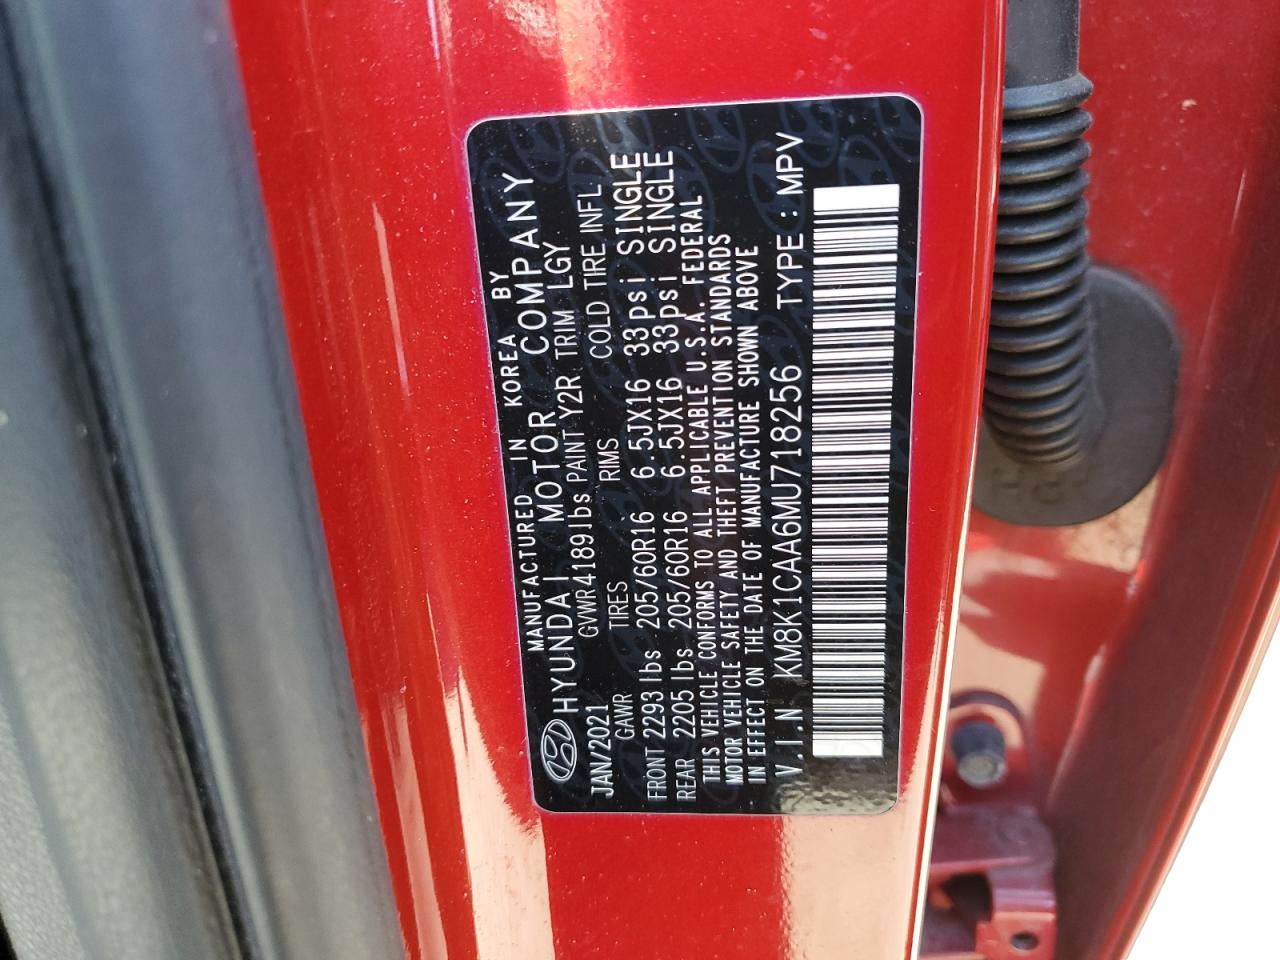 MANUFACTURED IN KOREA BY
HYUNDAI MOTOR COMPANY
JAN/2021 GVWR4189lbs PAINT Y2R TRIM LGY
GAWR TIRES RIMS COLD TIRE INFL
FRONT 2293 lbs 205/60R16 6.5JX16 33psi SINGLE
REAR 2205 lbs 205/60R16 6.5JX16 33psi SINGLE
THIS VEHICLE CONFORMS TO ALL APPLICABLE U.S.A. FEDERAL
MOTOR VEHICLE SAFETY AND THEFT PREVENTION STANDARDS
IN EFFECT ON THE DATE OF MANUFACTURE SHOWN ABOVE
V.I.N KM8K1CAA6MU718256 TYPE : MPV